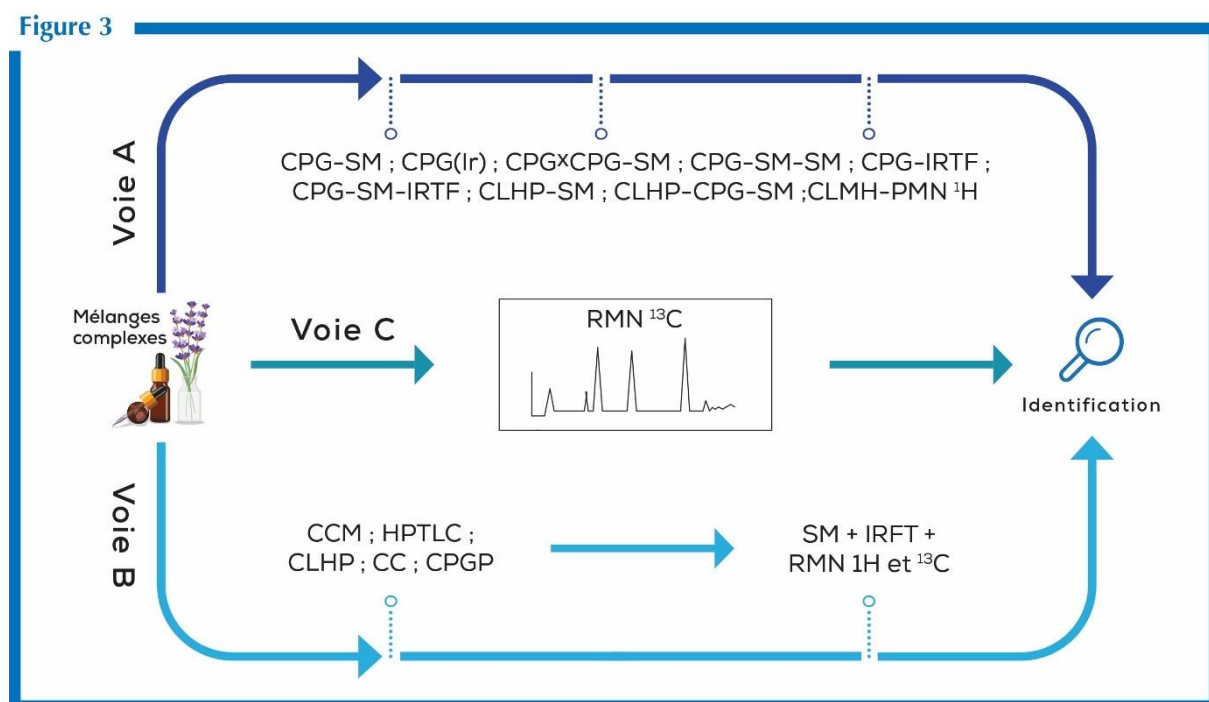 Figure 3
Voie A
CPG-SM ; CPG(Ir) ; CPGˣCPG-SM ; CPG-SM-SM ; CPG-IRTF ;
CPG-SM-IRTF ; CLHP-SM ; CLHP-CPG-SM ;CLMH-PMN ¹H
Mélanges
complexes
Voie C
RMN ¹³C
Identification
Voie B
CCM ; HPTLC ;
CLHP ; CC ; CPGP
SM + IRFT +
RMN 1H et ¹³C